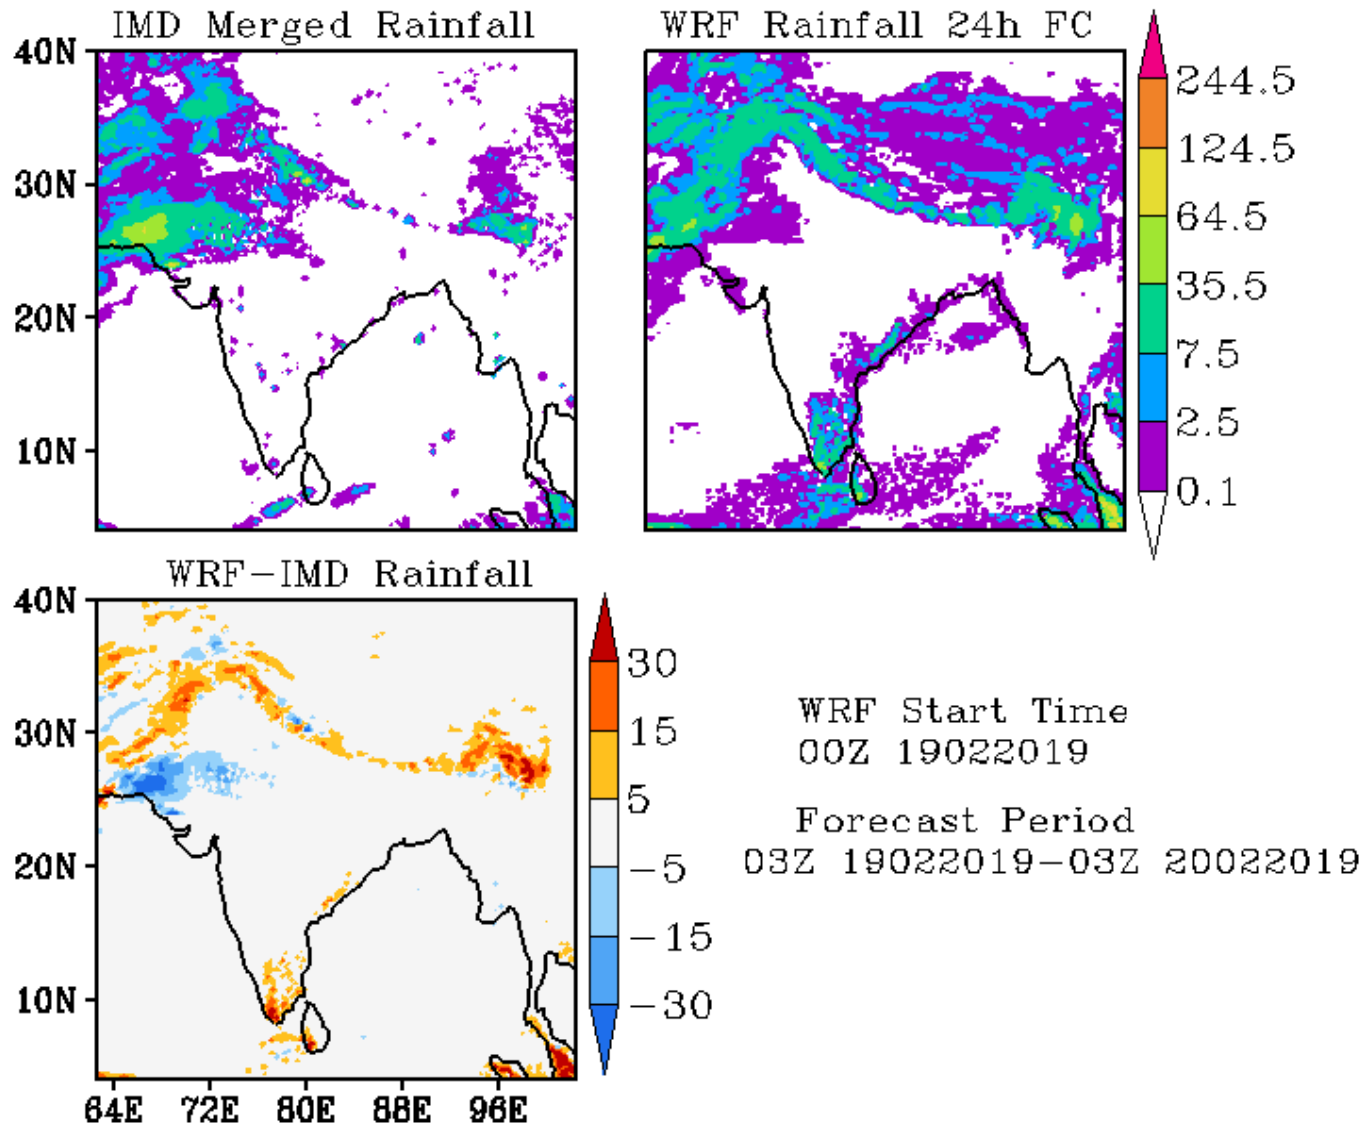 IMD Merged Rainfall
WRF Rainfall 24h FC
40N
30N
20N
10N
244.5
124.5
64.5
35.5
7.5
2.5
0.1
WRF-IMD Rainfall
40N
30N
20N
10N
64E 72E 80E 88E 96E
30
15
5
-5
-15
-30
WRF Start Time
00Z 19022019
Forecast Period
03Z 19022019-03Z 20022019